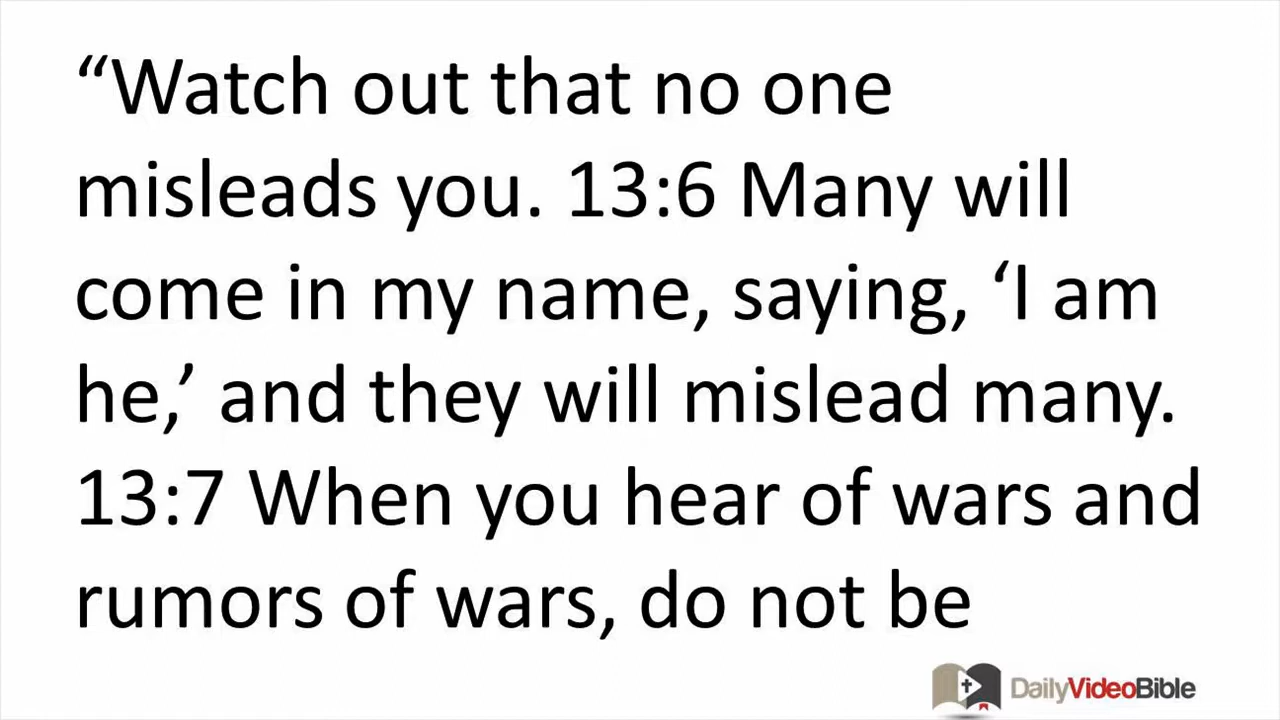 “Watch out that no one
misleads you. 13:6 Many will
come in my name, saying, ‘I am
he,’ and they will mislead many.
13:7 When you hear of wars and
rumors of wars, do not be
DailyVideoBible